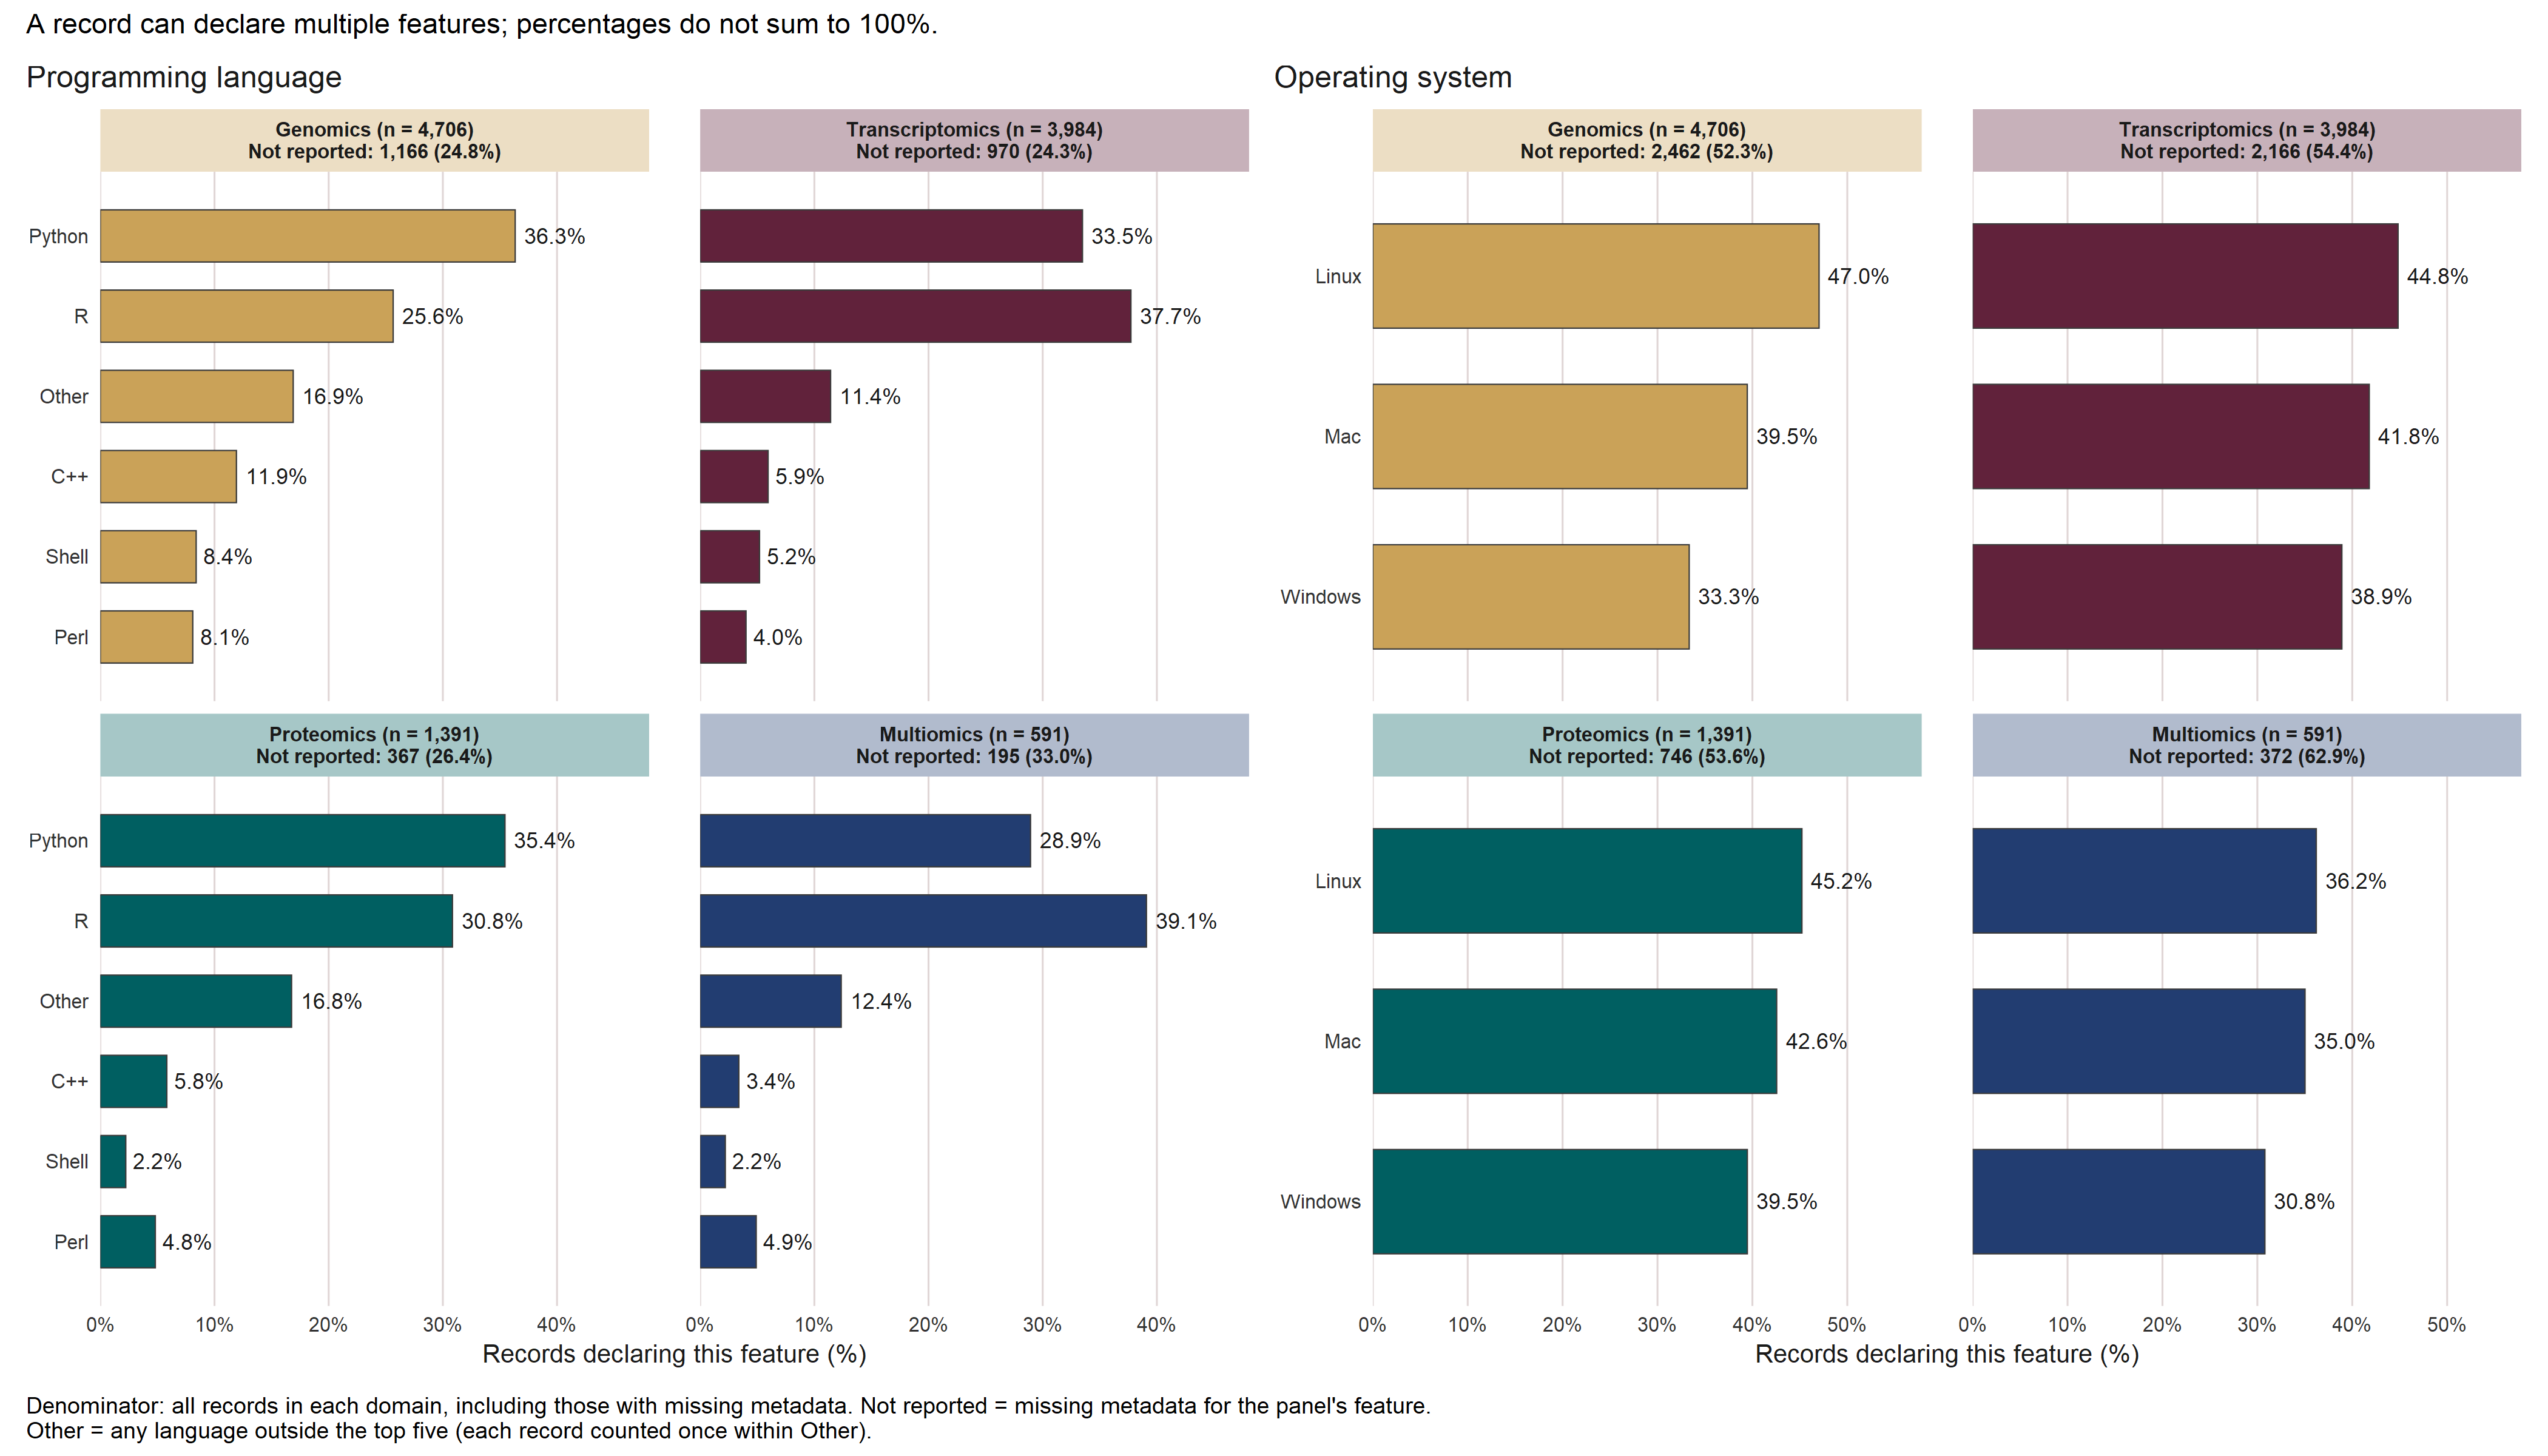 A record can declare multiple features; percentages do not sum to 100%.
Programming language
Genomics (n = 4,706)
Not reported: 1,166 (24.8%)
Transcriptomics (n = 3,984)
Not reported: 970 (24.3%)
Python
36.3%
33.5%
R
25.6%
37.7%
Other
16.9%
11.4%
C++
11.9%
5.9%
Shell
8.4%
5.2%
Perl
8.1%
4.0%
Proteomics (n = 1,391)
Not reported: 367 (26.4%)
Multiomics (n = 591)
Not reported: 195 (33.0%)
Python
35.4%
28.9%
R
30.8%
39.1%
Other
16.8%
12.4%
C++
5.8%
3.4%
Shell
2.2%
2.2%
Perl
4.8%
4.9%
0% 10% 20% 30% 40%
0% 10% 20% 30% 40%
Records declaring this feature (%)
Operating system
Genomics (n = 4,706)
Not reported: 2,462 (52.3%)
Transcriptomics (n = 3,984)
Not reported: 2,166 (54.4%)
Linux
47.0%
44.8%
Mac
39.5%
41.8%
Windows
33.3%
38.9%
Proteomics (n = 1,391)
Not reported: 746 (53.6%)
Multiomics (n = 591)
Not reported: 372 (62.9%)
Linux
45.2%
36.2%
Mac
42.6%
35.0%
Windows
39.5%
30.8%
0% 10% 20% 30% 40% 50%
0% 10% 20% 30% 40% 50%
Records declaring this feature (%)
Denominator: all records in each domain, including those with missing metadata. Not reported = missing metadata for the panel's feature.
Other = any language outside the top five (each record counted once within Other).